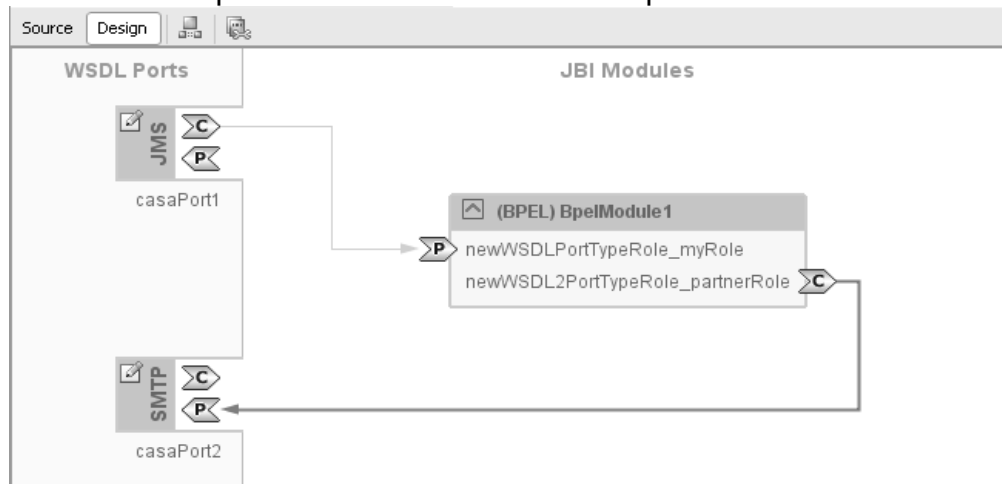 Source Design
WSDL Ports
JBI Modules
JMS
C
P
casaPort1
(BPEL) BpelModule1
P
newWSDLPortTypeRole_myRole
newWSDL2PortTypeRole_partnerRole
C
SMTP
C
P
casaPort2